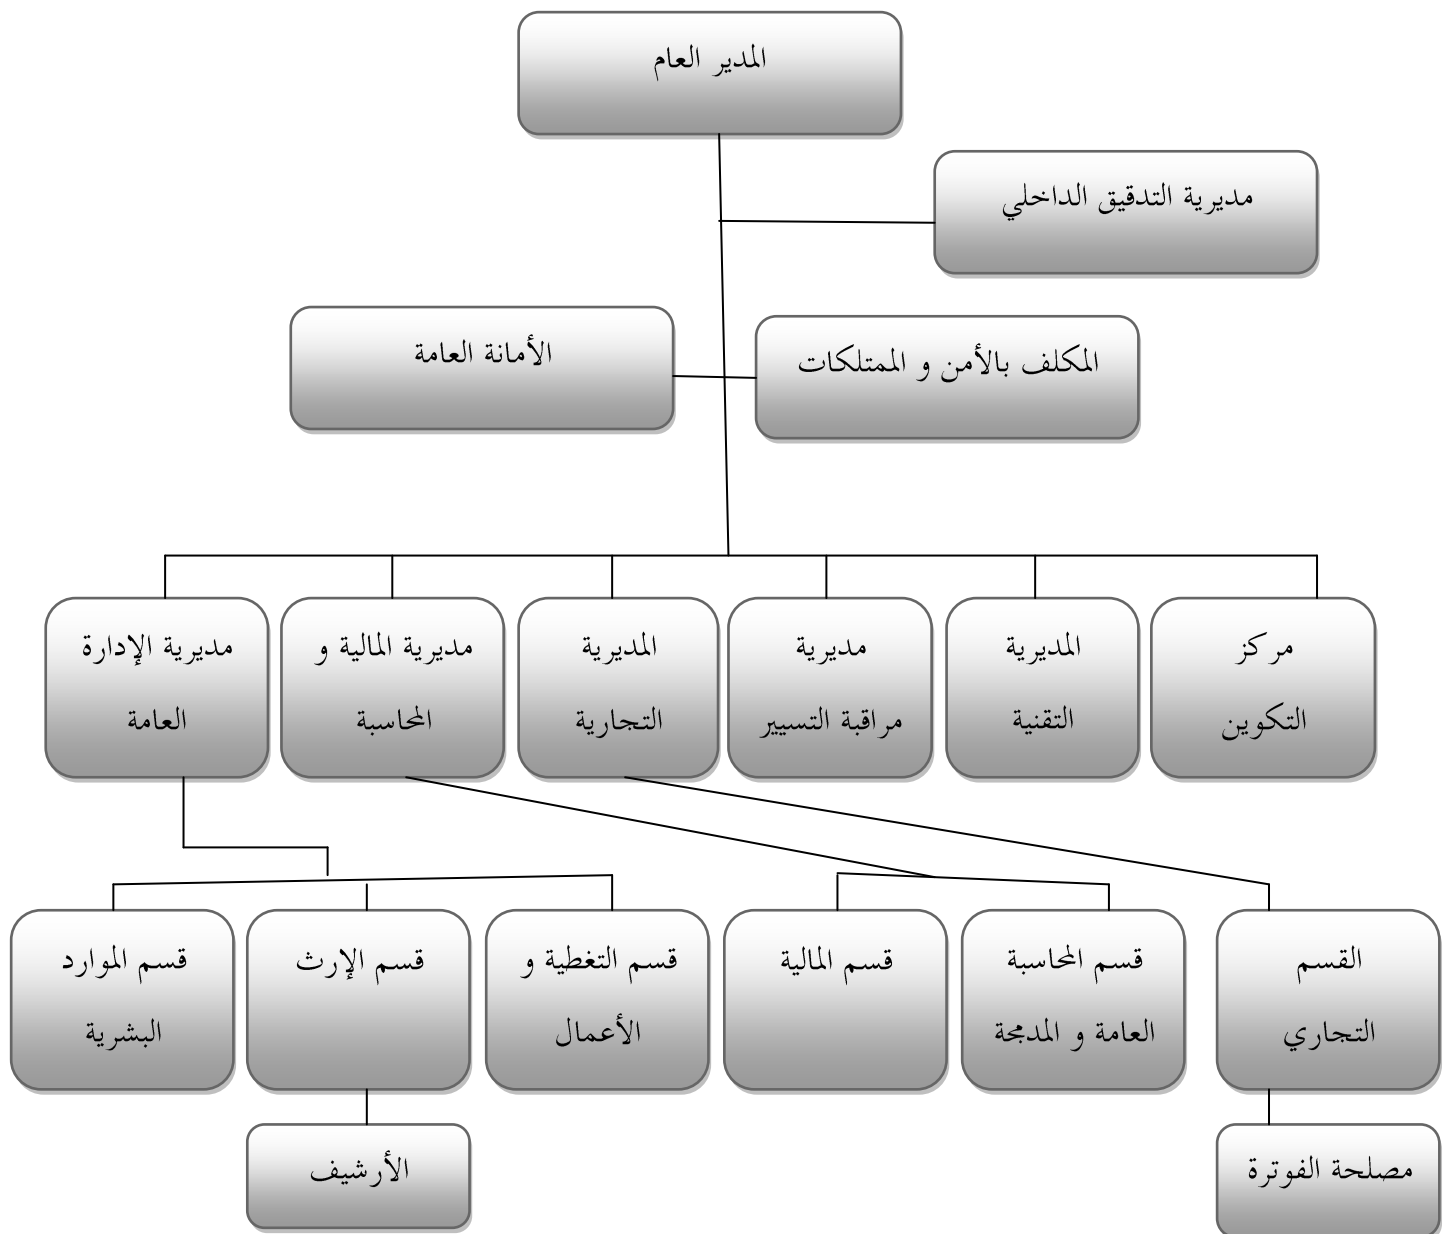 المدير العام
مديرية التدقيق الداخلي
المكلف بالأمن و الممتلكات
الأمانة العامة
مركز
التكوين
المديرية
التقنية
مديرية
مراقبة التسيير
المديرية
التجارية
مديرية المالية و
المحاسبة
مديرية الإدارة
العامة
القسم
التجاري
قسم المحاسبة
العامة و المدمجة
قسم المالية
قسم التغطية و
الأعمال
قسم الإرث
قسم الموارد
البشرية
مصلحة الفوترة
الأرشيف